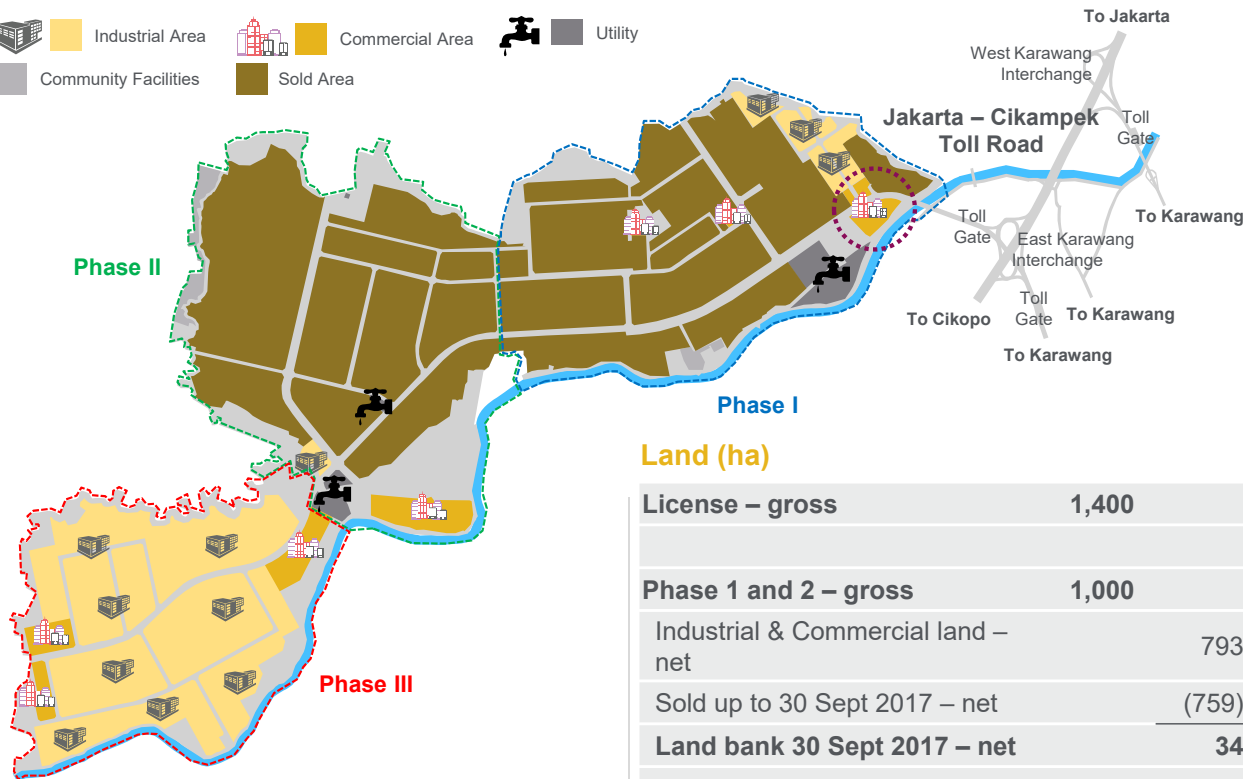 Industrial Area
Commercial Area
Utility
Community Facilities
Sold Area
To Jakarta
West Karawang
Interchange
Jakarta – Cikampek
Toll Road
Toll
Gate
To Karawang
Toll
Gate
East Karawang
Interchange
To Cikopo
Toll
Gate
To Karawang
To Karawang
Phase II
Phase I
Phase III
Land (ha)
License – gross 1,400
Phase 1 and 2 – gross 1,000
Industrial & Commercial land –
net 793
Sold up to 30 Sept 2017 – net (759)
Land bank 30 Sept 2017 – net 34